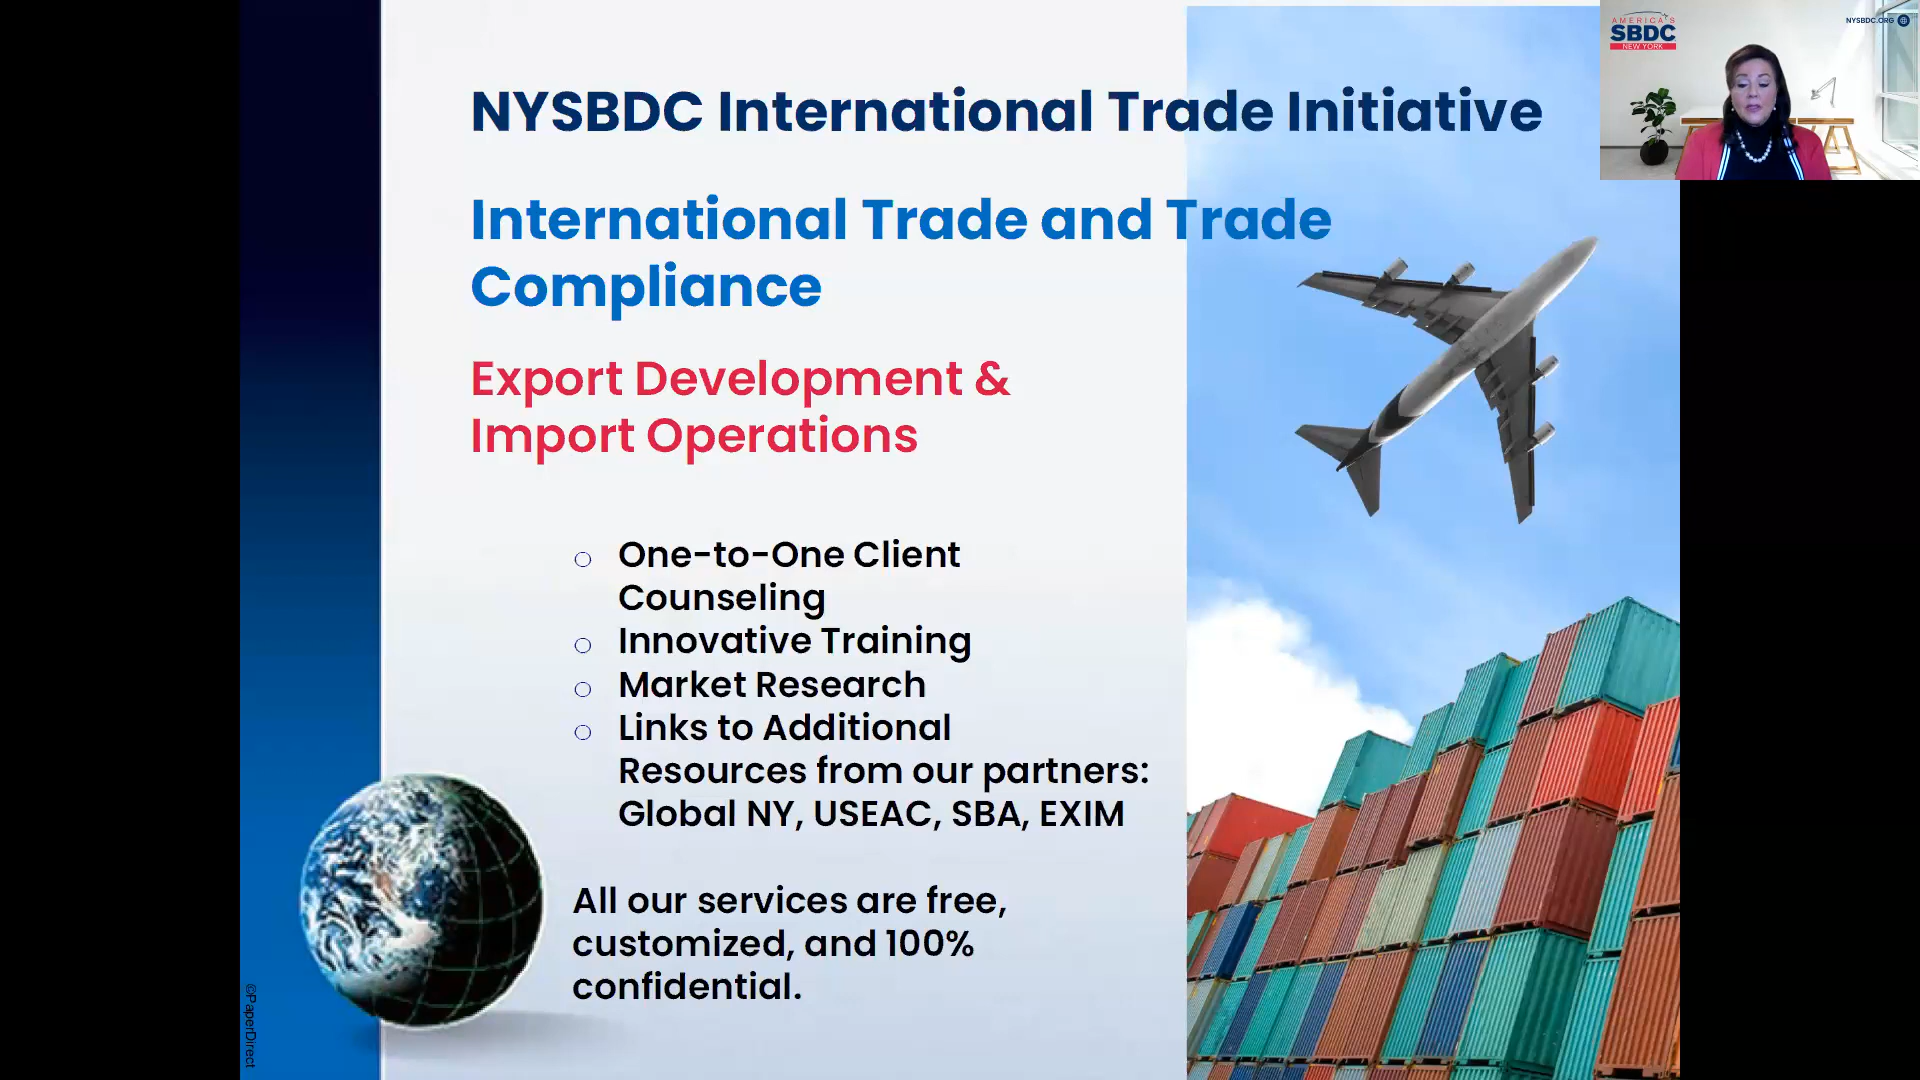 NYSBDC International Trade Initiative
International Trade and Trade
Compliance
Export Development &
Import Operations
One-to-One Client
Counseling
Innovative Training
Market Research
Links to Additional
Resources from our partners:
Global NY, USEAC, SBA, EXIM
All our services are free,
customized, and 100%
confidential.
©PaperDirect
AMERICA'S
SBDC
NEW YORK
NYSBDC.ORG